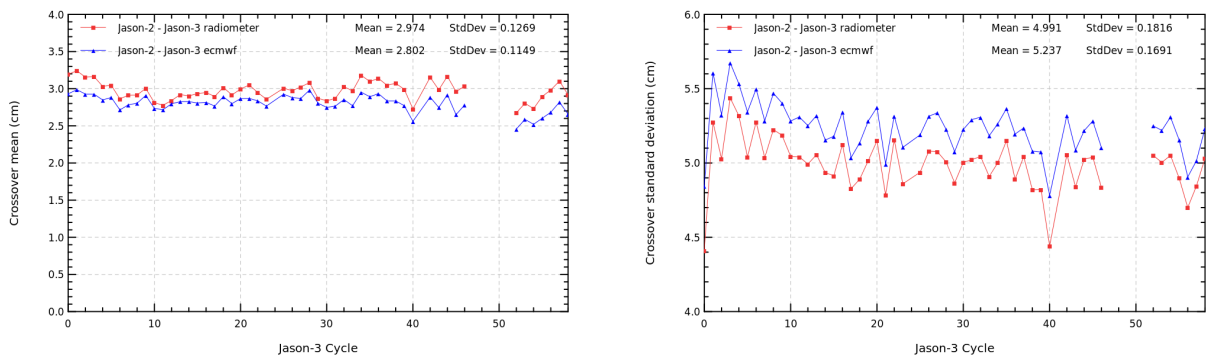 4.0
3.5
3.0
2.5
2.0
1.5
1.0
0.5
0.0
Crossover mean (cm)
Jason-2 - Jason-3 radiometer Mean = 2.974 StdDev = 0.1269
Jason-2 - Jason-3 ecmwf Mean = 2.802 StdDev = 0.1149
0 10 20 30 40 50
Jason-3 Cycle
6.0
5.5
5.0
4.5
4.0
Crossover standard deviation (cm)
Jason-2 - Jason-3 radiometer Mean = 4.991 StdDev = 0.1816
Jason-2 - Jason-3 ecmwf Mean = 5.237 StdDev = 0.1691
0 10 20 30 40 50
Jason-3 Cycle